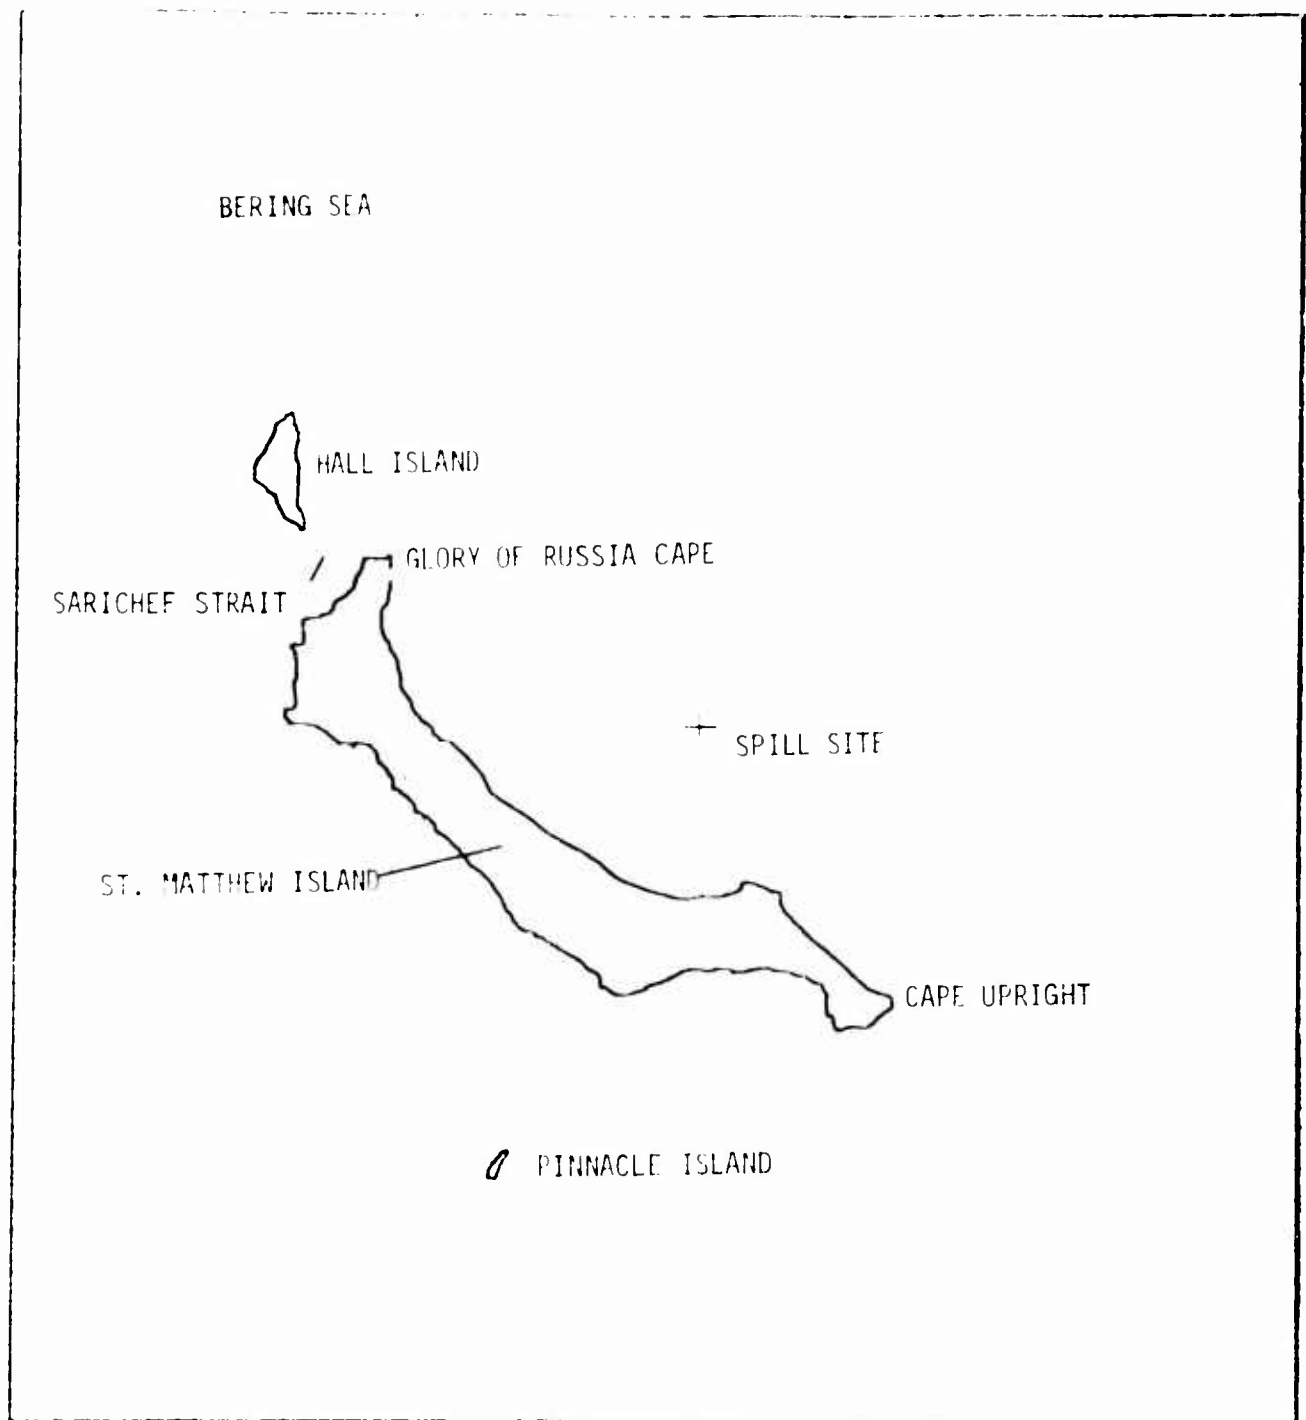 BERING SEA
HALL ISLAND
GLORY OF RUSSIA CAPE
SARICHEF STRAIT
SPILL SITE
ST. MATTHEW ISLAND
CAPE UPRIGHT
PINNACLE ISLAND